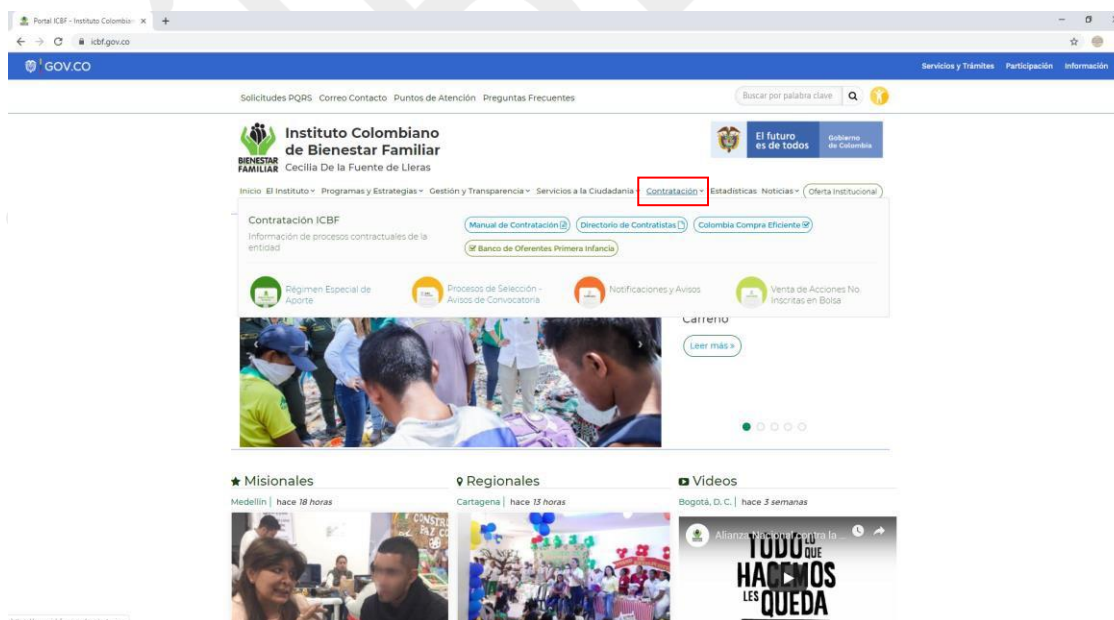 Portal ICBF - Instituto Colombia
icbf.gov.co
GOV.CO
Servicios y Trámites Participación Información
Solicitudes PQRS Correo Contacto Puntos de Atención Preguntas Frecuentes
Buscar por palabra clave
BIENESTAR
FAMILIAR
Instituto Colombiano
de Bienestar Familiar
Cecilia De la Fuente de Lleras
El futuro
es de todos
Gobierno
de Colombia
Inicio El Instituto Programas y Estrategias Gestión y Transparencia Servicios a la Ciudadanía Contratación Estadísticas Noticias Oferta Institucional
Contratación ICBF
Información de procesos contractuales de la
entidad
Manual de Contratación Directorio de Contratistas Colombia Compra Eficiente
Banco de Oferentes Primera Infancia
Régimen Especial de
Aporte
Procesos de Selección -
Avisos de Convocatoria
Notificaciones y Avisos
Venta de Acciones No.
Inscritas en Bolsa
Carreño
Leer más >
Misionales
Medellín | hace 18 horas
Regionales
Cartagena | hace 13 horas
Videos
Bogotá, D. C. | hace 3 semanas
Alianza Nacional contra la ...
TODO LO
QUE
HACEMOS
LES QUEDA